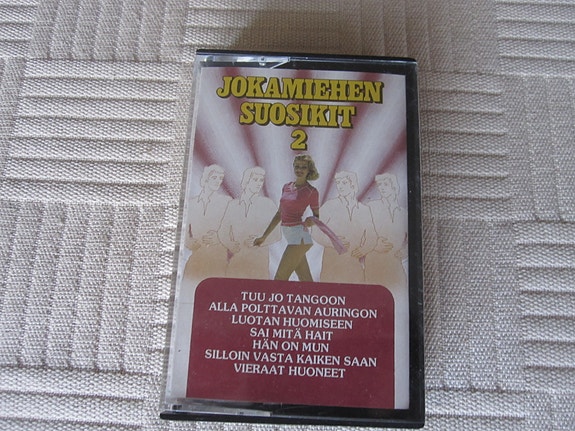 JOKAMIEHEN
SUOSIKIT
2
TUU JO TANGOON
ALLA POLTTAVAN AURINGON
LUOTAN HUOMISEEN
SAI MITÄ HAIT
HÄN ON MUN
SILLOIN VASTA KAIKEN SAAN
VIERAAT HUONEET